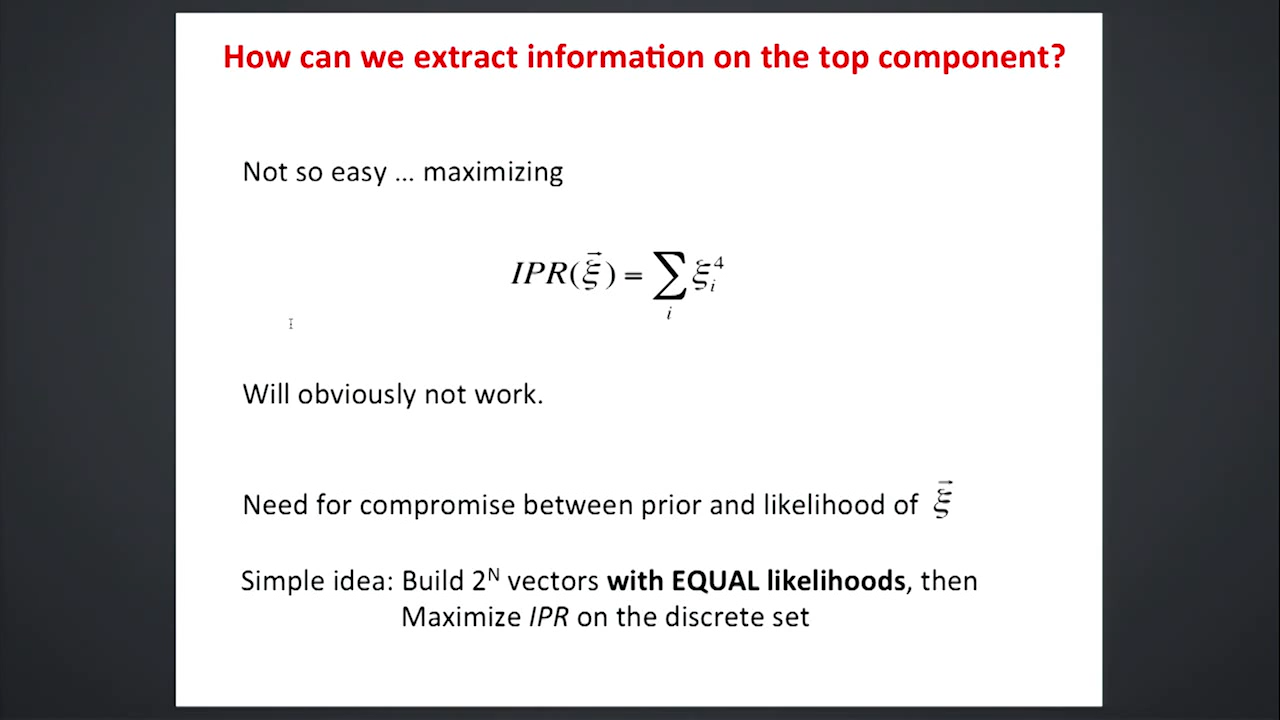 How can we extract information on the top component?
Not so easy ... maximizing
IPR(ξ⃗) = ∑ᵢ ξᵢ⁴
Will obviously not work.
Need for compromise between prior and likelihood of ξ⃗
Simple idea: Build 2ᴺ vectors with EQUAL likelihoods, then
Maximize IPR on the discrete set